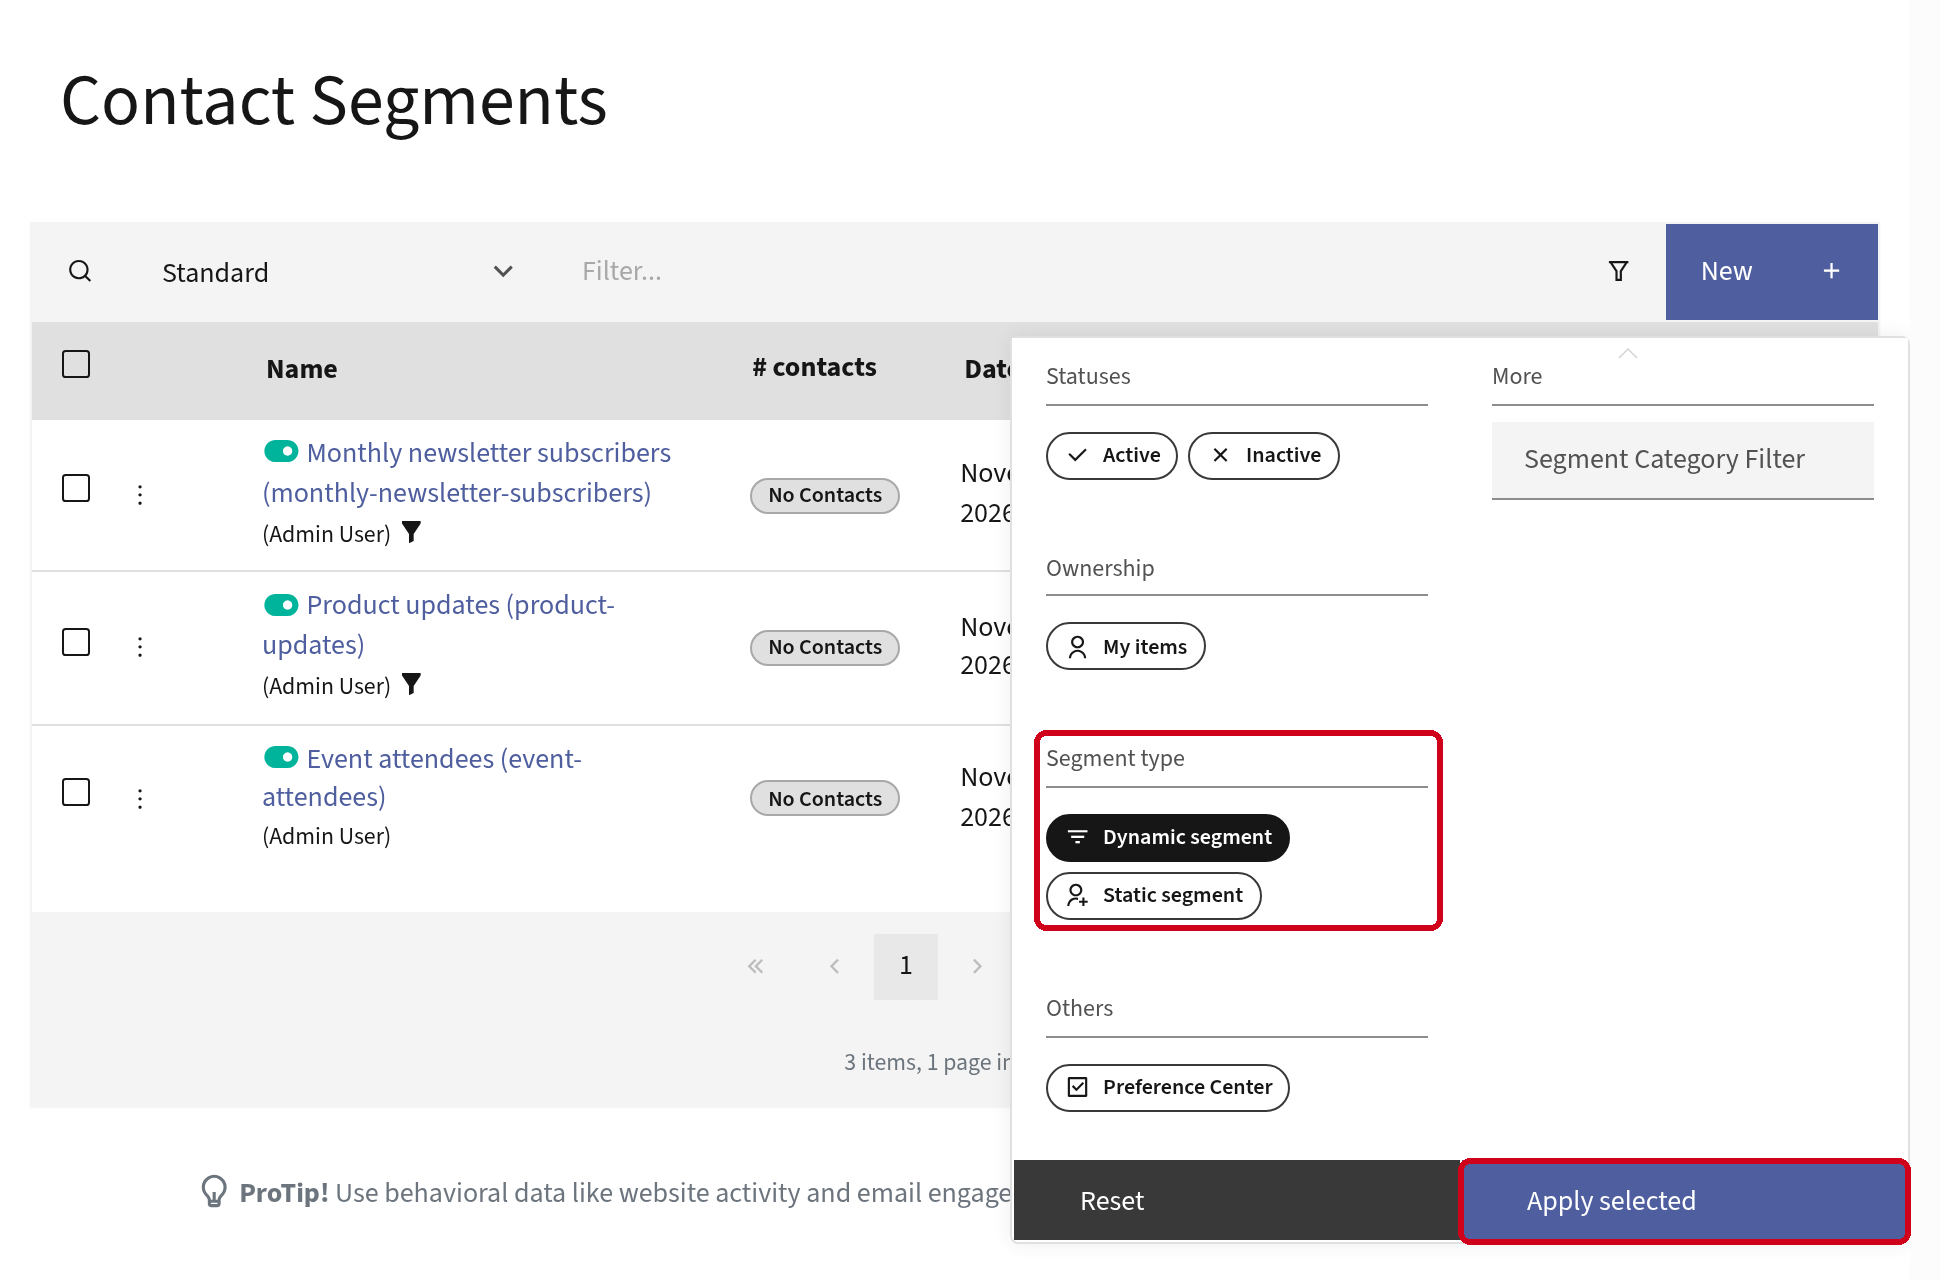 Contact Segments
Standard
Filter...
New +
Name
# contacts
Monthly newsletter subscribers
(monthly-newsletter-subscribers)
(Admin User)
No Contacts
2026
Product updates (product-
updates)
(Admin User)
No Contacts
2026
Event attendees (event-
attendees)
(Admin User)
No Contacts
2026
1
3 items, 1 page
ProTip! Use behavioral data like website activity and email
Statuses
Active
Inactive
Ownership
My items
Segment type
Dynamic segment
Static segment
Others
Preference Center
More
Segment Category Filter
Reset
Apply selected